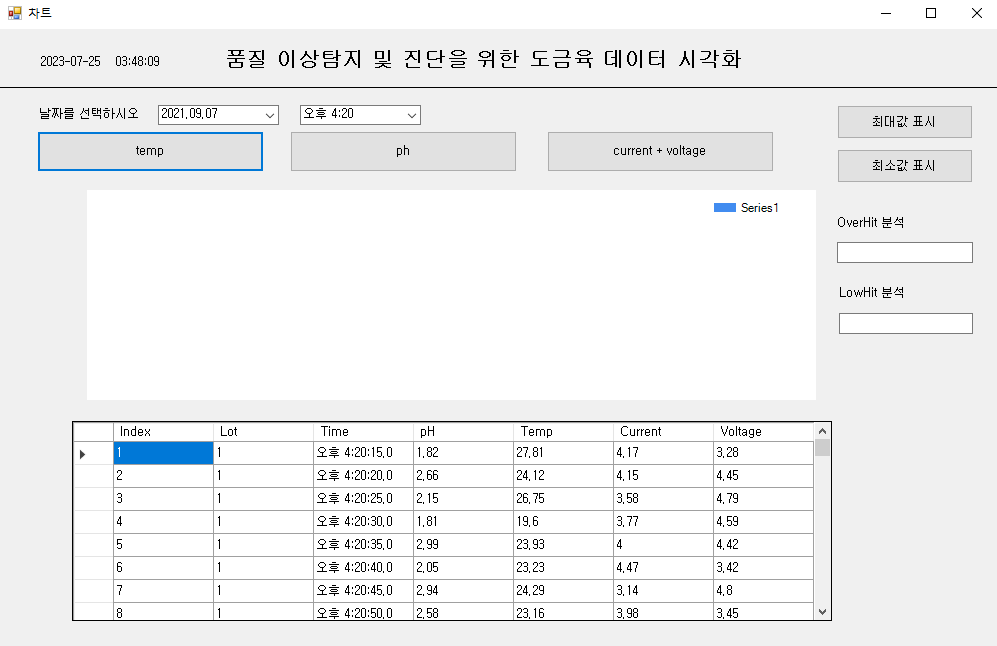 차트
2023-07-25 03:48:09
품질 이상탐지 및 진단을 위한 도금육 데이터 시각화
날짜를 선택하시오 2021,09,07 오후 4:20
최대값 표시
temp ph current + voltage
최소값 표시
Series1
OverHit 분석
LowHit 분석
Index Lot Time pH Temp Current Voltage
1 1 오후 4:20:15,0 1,82 27,81 4,17 3,28
2 1 오후 4:20:20,0 2,66 24,12 4,15 4,45
3 1 오후 4:20:25,0 2,15 26,75 3,58 4,79
4 1 오후 4:20:30,0 1,81 19,6 3,77 4,59
5 1 오후 4:20:35,0 2,99 23,93 4 4,42
6 1 오후 4:20:40,0 2,05 23,23 4,47 3,42
7 1 오후 4:20:45,0 2,94 24,29 3,14 4,8
8 1 오후 4:20:50,0 2,58 23,16 3,98 3,45